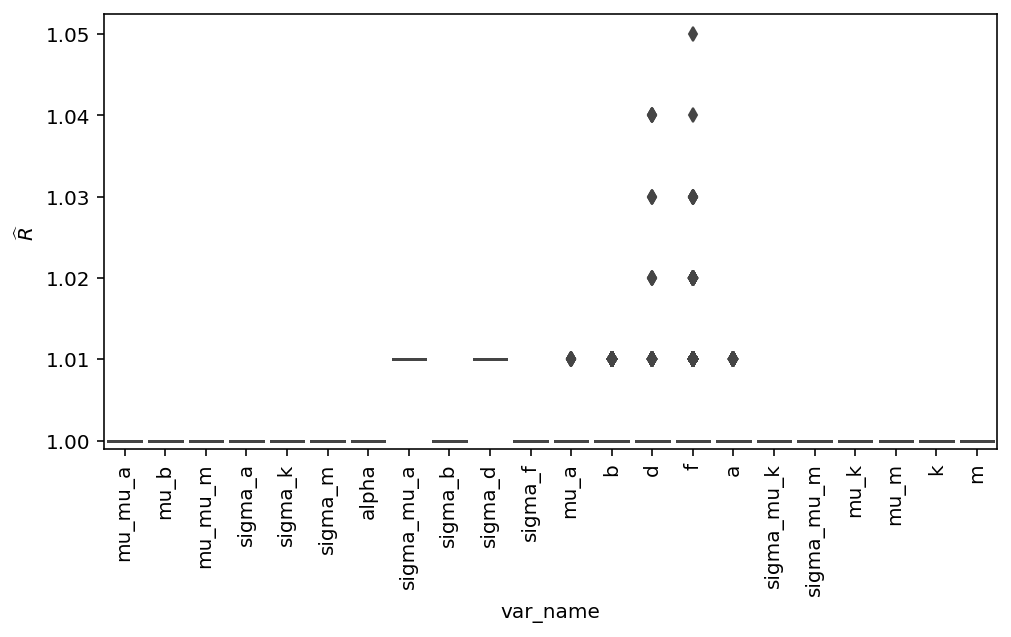 1.05
1.04
1.03
1.02
1.01
1.00
R̂
mu_mu_a
mu_b
mu_mu_m
sigma_a
sigma_k
sigma_m
alpha
sigma_mu_a
sigma_b
sigma_d
sigma_f
mu_a
b
d
f
a
sigma_mu_k
sigma_mu_m
mu_k
mu_m
k
m
var_name